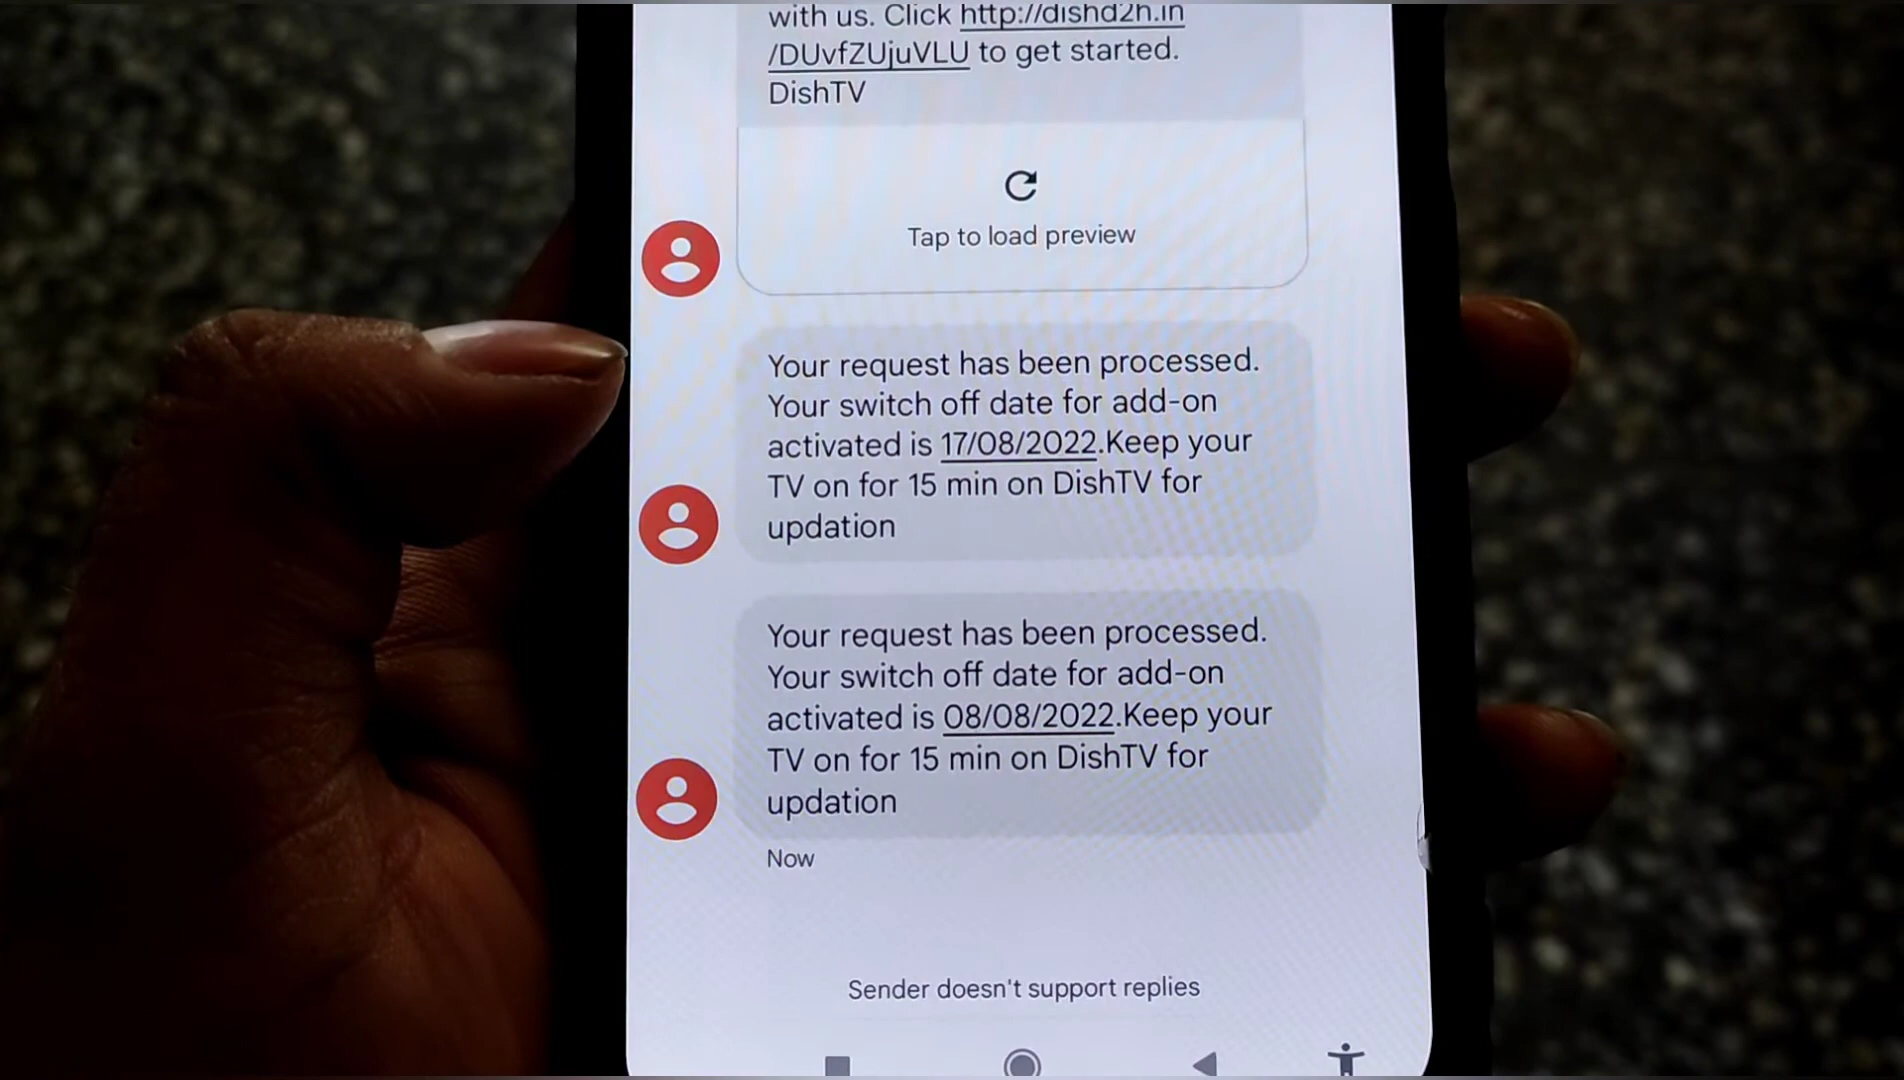 with us. Click http://dishd2h.in
/DUvfZUjuVLU to get started.
DishTV
Tap to load preview
Your request has been processed.
Your switch off date for add-on
activated is 17/08/2022.Keep your
TV on for 15 min on DishTV for
updation
Your request has been processed.
Your switch off date for add-on
activated is 08/08/2022.Keep your
TV on for 15 min on DishTV for
updation
Now
Sender doesn't support replies